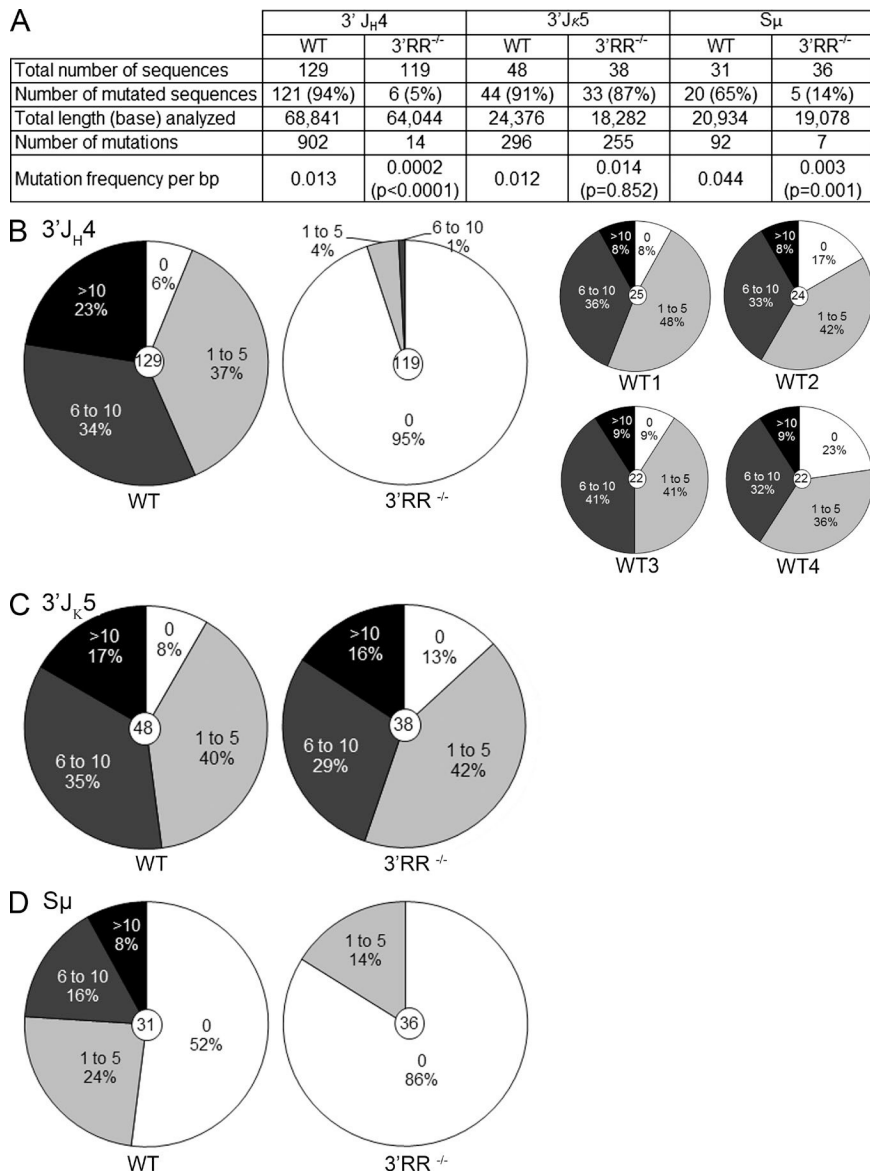 A
3' JH4 3'Jκ5 Sµ
WT 3'RR-/- WT 3'RR-/- WT 3'RR-/-
Total number of sequences 129 119 48 38 31 36
Number of mutated sequences 121 (94%) 6 (5%) 44 (91%) 33 (87%) 20 (65%) 5 (14%)
Total length (base) analyzed 68,841 64,044 24,376 18,282 20,934 19,078
Number of mutations 902 14 296 255 92 7
Mutation frequency per bp 0.013 0.0002 (p<0.0001) 0.012 0.014 (p=0.852) 0.044 0.003 (p=0.001)
B 3'JH4
0
6%
1 to 5
37%
6 to 10
34%
>10
23%
129
WT
1 to 5
4%
6 to 10
1%
119
0
95%
3'RR -/-
>10
8%
0
8%
6 to 10
36%
25
1 to 5
48%
WT1
>10
8%
0
17%
6 to 10
33%
24
1 to 5
42%
WT2
>10
9%
0
9%
6 to 10
41%
22
1 to 5
41%
WT3
>10
9%
0
23%
6 to 10
32%
22
1 to 5
36%
WT4
C 3'JK5
>10
17%
0
8%
48
6 to 10
35%
1 to 5
40%
WT
>10
16%
0
13%
38
6 to 10
29%
1 to 5
42%
3'RR -/-
D Sµ
>10
8%
6 to 10
16%
31
0
52%
1 to 5
24%
WT
1 to 5
14%
36
0
86%
3'RR -/-